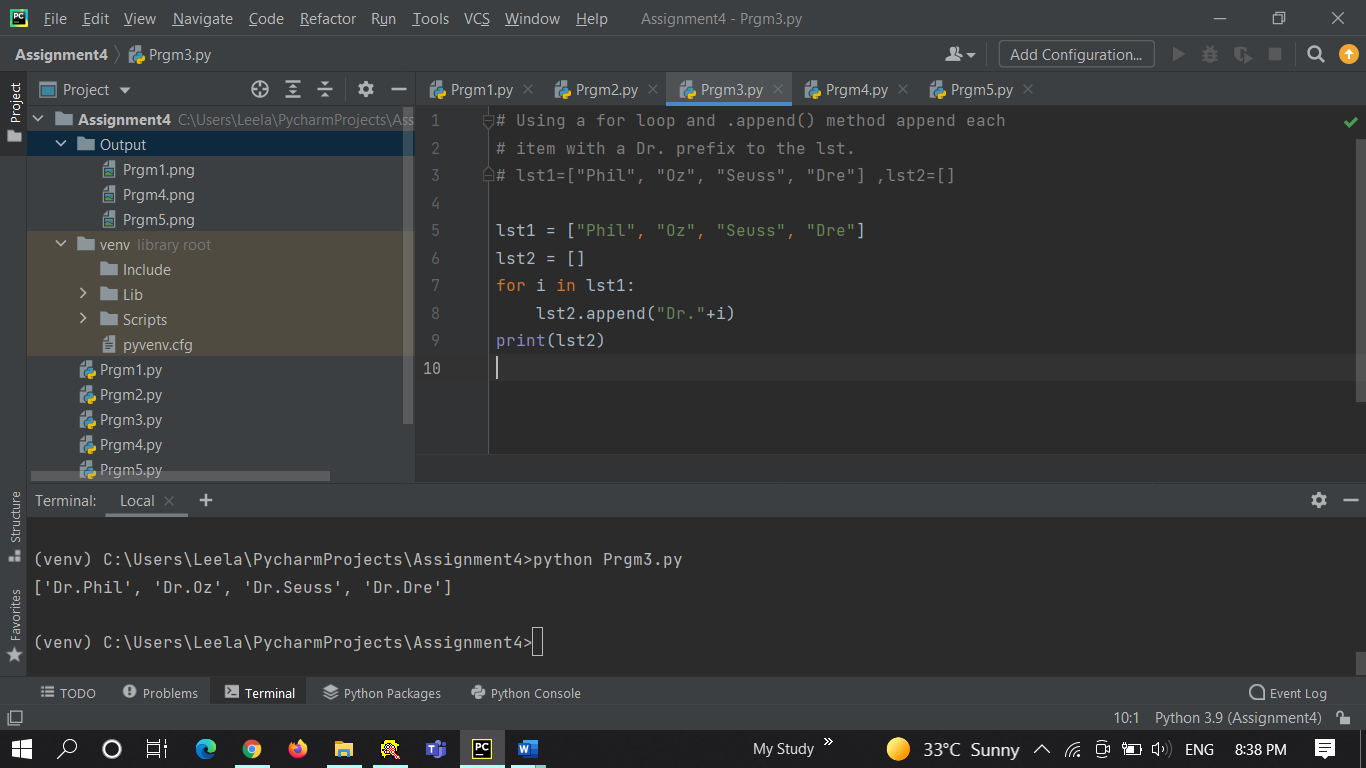 File Edit View Navigate Code Refactor Run Tools VCS Window Help Assignment4 - Prgm3.py
Assignment4 Prgm3.py Add Configuration...
Project
Project
Prgm1.py Prgm2.py Prgm3.py Prgm4.py Prgm5.py
Assignment4 C:\Users\Leela\PycharmProjects\Ass
Output
Prgm1.png
Prgm4.png
Prgm5.png
venv library root
Include
Lib
Scripts
pyvenv.cfg
Prgm1.py
Prgm2.py
Prgm3.py
Prgm4.py
Prgm5.py
1 # Using a for loop and .append() method append each
2 # item with a Dr. prefix to the lst.
3 # lst1=["Phil", "Oz", "Seuss", "Dre"] ,lst2=[]
4
5 lst1 = ["Phil", "Oz", "Seuss", "Dre"]
6 lst2 = []
7 for i in lst1:
8     lst2.append("Dr."+i)
9 print(lst2)
10
Structure
Favorites
Terminal: Local
(venv) C:\Users\Leela\PycharmProjects\Assignment4>python Prgm3.py
['Dr.Phil', 'Dr.Oz', 'Dr.Seuss', 'Dr.Dre']
(venv) C:\Users\Leela\PycharmProjects\Assignment4>
TODO Problems Terminal Python Packages Python Console Event Log
10:1 Python 3.9 (Assignment4)
PC W My Study » 33°C Sunny ENG 8:38 PM